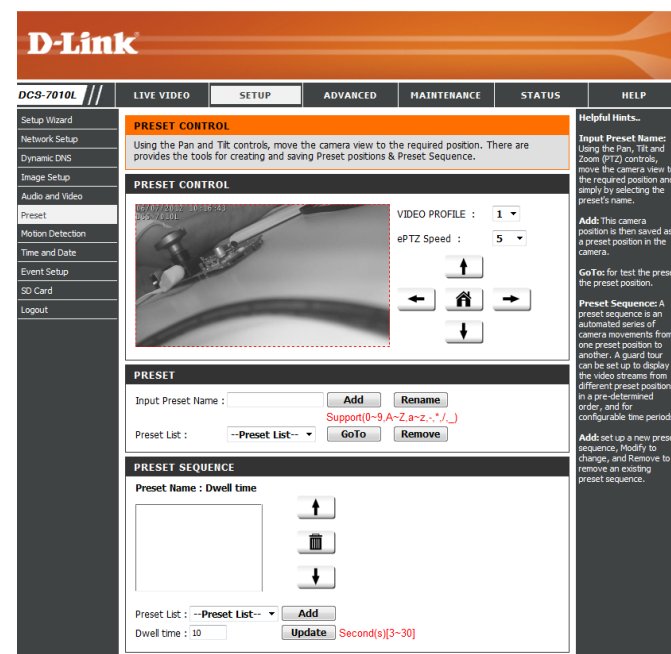 D-Link
DCS-7010L
LIVE VIDEO
SETUP
ADVANCED
MAINTENANCE
STATUS
HELP
Setup Wizard
Network Setup
Dynamic DNS
Image Setup
Audio and Video
Preset
Motion Detection
Time and Date
Event Setup
SD Card
Logout
PRESET CONTROL
Using the Pan and Tilt controls, move the camera view to the required position. There are
provides the tools for creating and saving Preset positions & Preset Sequence.
PRESET CONTROL
DCS-7010L
VIDEO PROFILE :
1
ePTZ Speed :
5
PRESET
Input Preset Name :
Add
Rename
Support(0~9,A~Z,a~z,-,*,/,_)
Preset List :
--Preset List--
GoTo
Remove
PRESET SEQUENCE
Preset Name : Dwell time
Preset List :
--Preset List--
Add
Dwell time :
10
Update
Second(s)[3~30]
Helpful Hints..
Input Preset Name:
Using the Pan, Tilt and
Zoom (PTZ) controls,
move the camera view t
the required position and
simply by selecting the
preset's name.
Add: This camera
position is then saved as
a preset position in the
camera.
GoTo: for test the prese
the preset position.
Preset Sequence: A
preset sequence is an
automated series of
camera movements from
one preset position to
another. A guard tour
can be set up to display
the video streams from
different preset position
in a pre-determined
order, and for
configurable time period
Add: set up a new prese
sequence, Modify to
change, and Remove to
remove an existing
preset sequence.